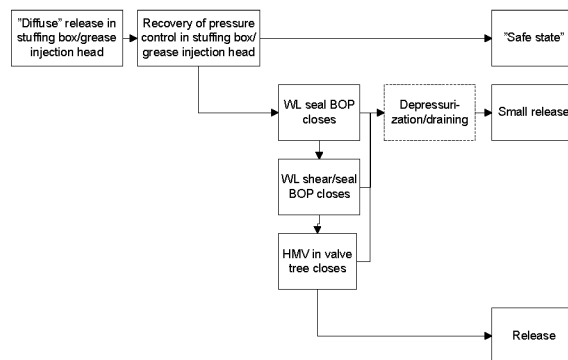 "Diffuse" release in
stuffing box/grease
injection head
Recovery of pressure
control in stuffing box/
grease injection head
"Safe state"
WL seal BOP
closes
Depressuri-
zation/draining
Small release
WL shear/seal
BOP closes
HMV in valve
tree closes
Release